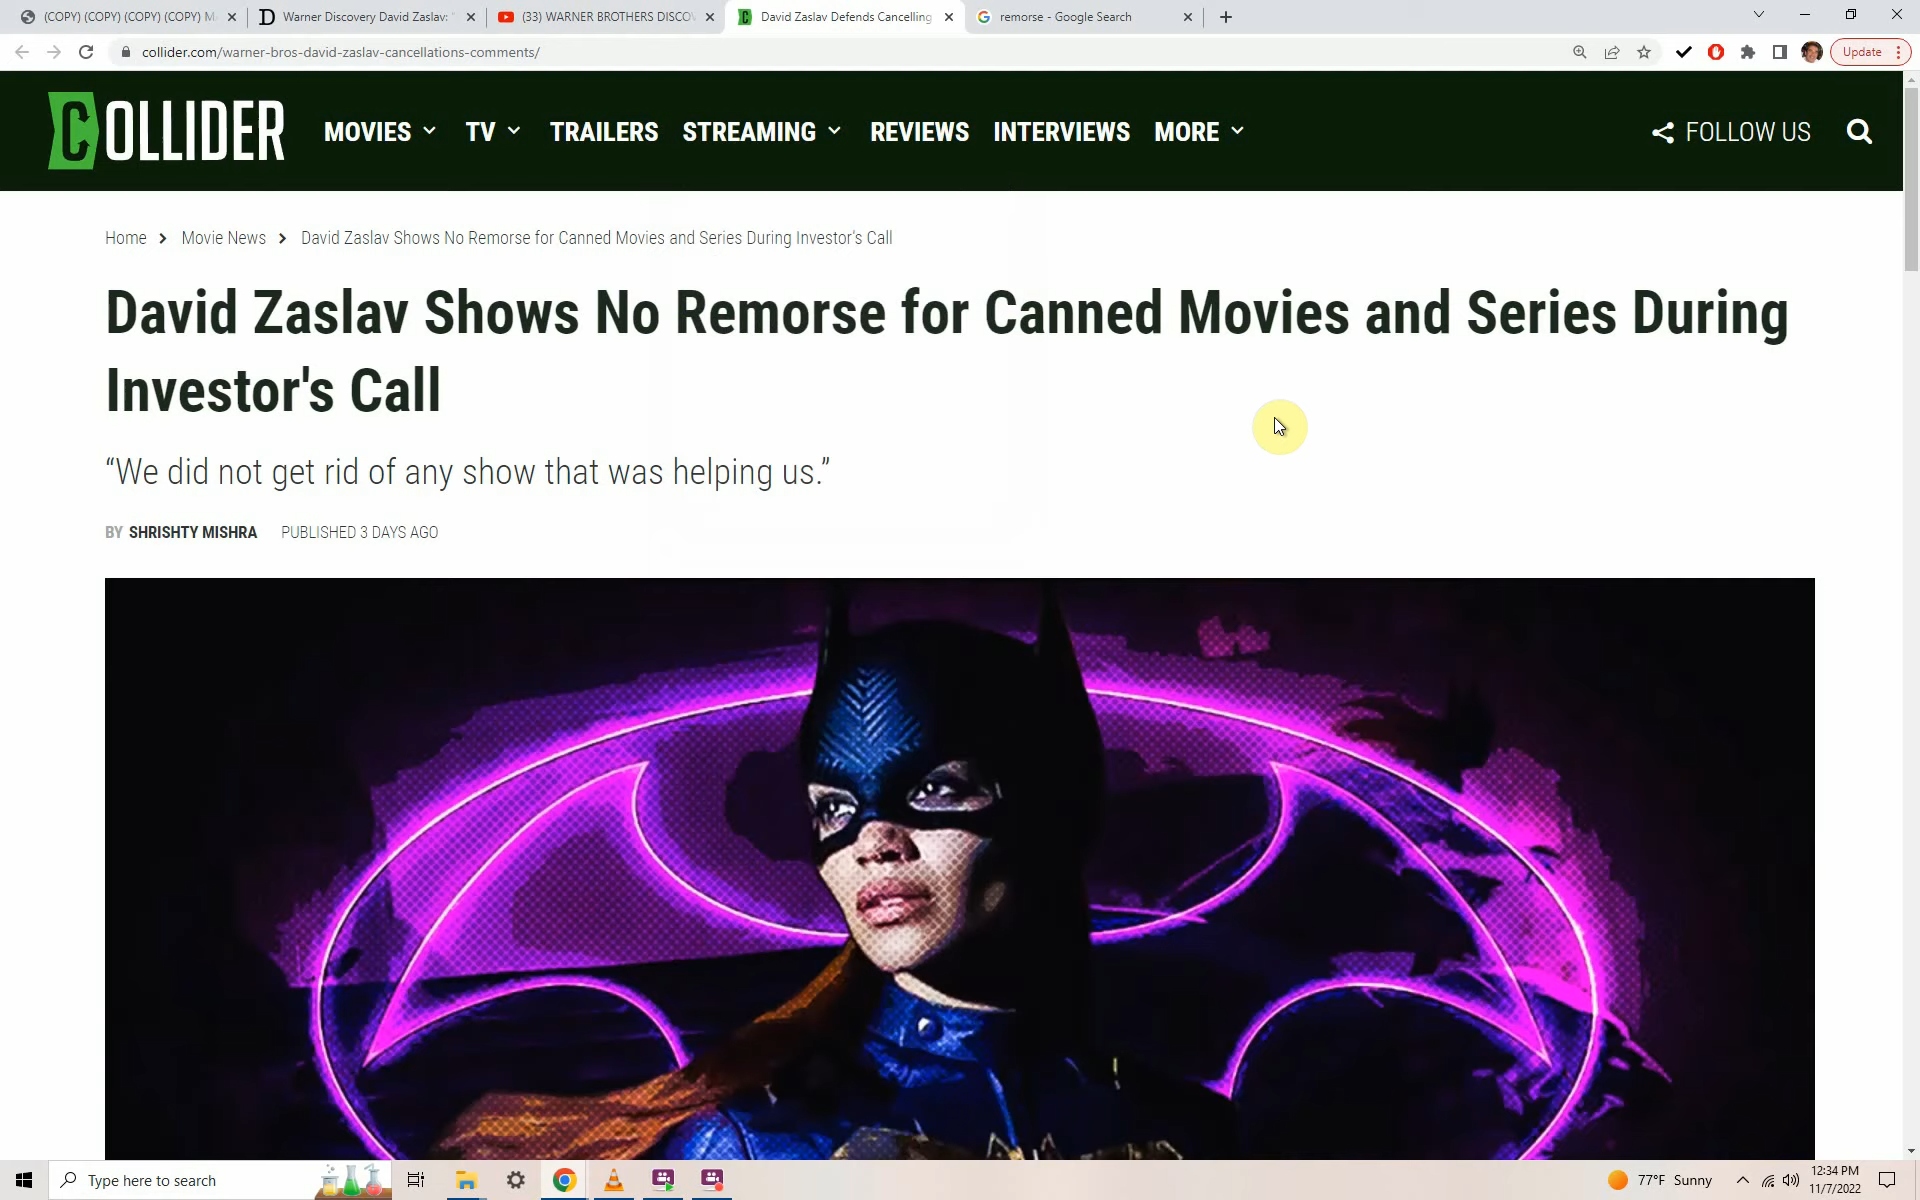 (COPY) (COPY) (COPY) (COPY) M
Warner Discovery David Zaslav: "
(33) WARNER BROTHERS DISCOV
David Zaslav Defends Cancelling
remorse - Google Search
collider.com/warner-bros-david-zaslav-cancellations-comments/
Update
COLLIDER
MOVIES
TV
TRAILERS
STREAMING
REVIEWS
INTERVIEWS
MORE
FOLLOW US
Home > Movie News > David Zaslav Shows No Remorse for Canned Movies and Series During Investor's Call
David Zaslav Shows No Remorse for Canned Movies and Series During
Investor's Call
“We did not get rid of any show that was helping us.”
BY SHRISHTY MISHRA PUBLISHED 3 DAYS AGO
Type here to search
77°F Sunny
12:34 PM
11/7/2022